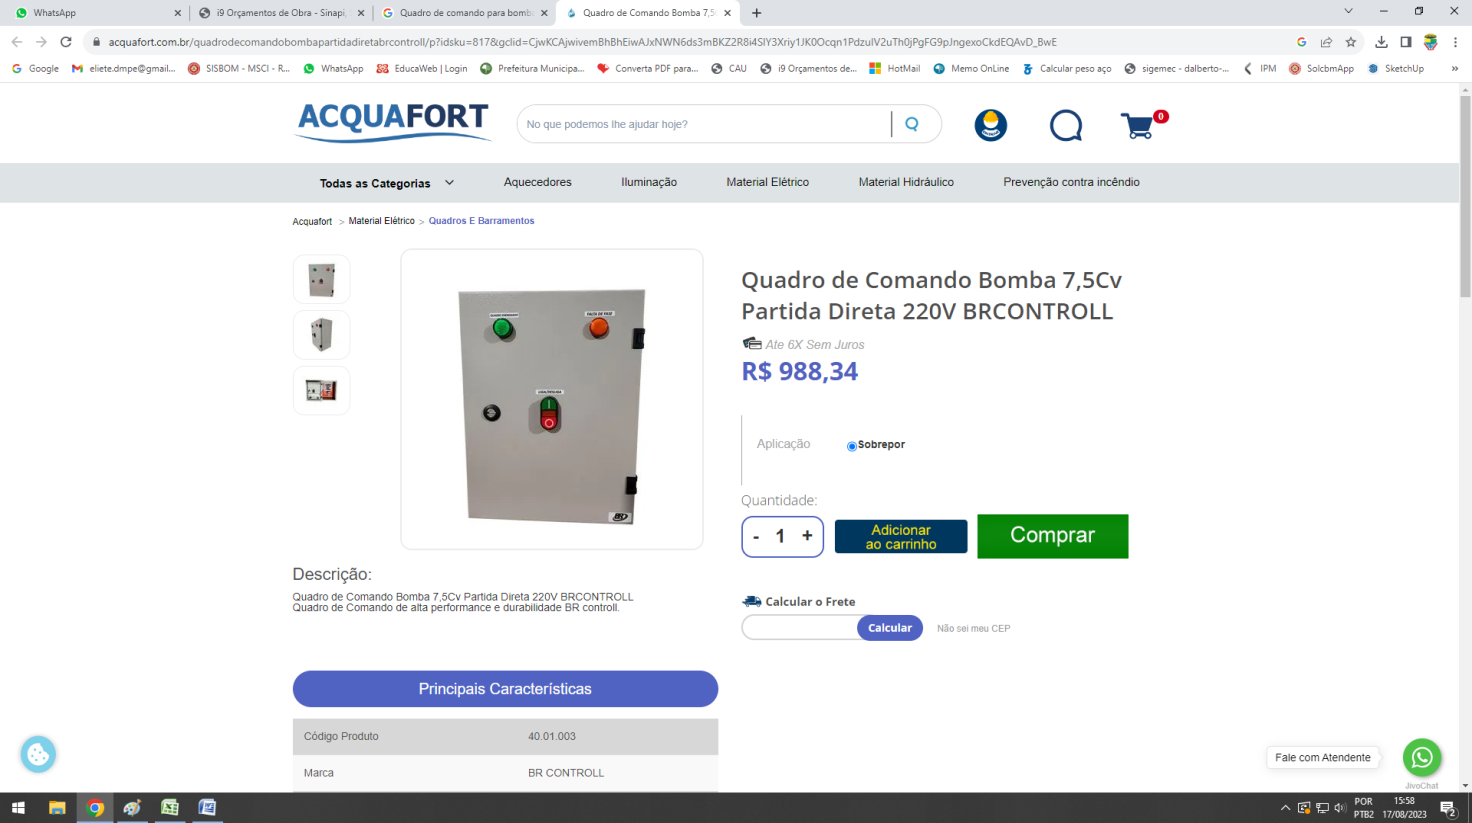 WhatsApp
i9 Orçamentos de Obra - Sinapi,
Quadro de comando para bomba
Quadro de Comando Bomba 7,5
acquafort.com.br/quadrodecomandobombapartidadiretabrcontroll/p?idsku=817&gclid=CjwKCAjwivemBhBhEiwAJxNWN6ds3mBKZ2R8i4SlY3Xriy1JK0Ocqn1PdzulV2uTh0jPgFG9pJngexoCkdEQAvD_BwE
Google
eliete.dmpe@gmail...
SISBOM - MSCI - R...
WhatsApp
EducaWeb | Login
Prefeitura Municipa...
Converta PDF para...
CAU
i9 Orçamentos de...
HotMail
Memo OnLine
Calcular peso aço
sigemec - dalberto-...
IPM
SolcbmApp
SketchUp
»
ACQUAFORT
No que podemos lhe ajudar hoje?
0
Todas as Categorias
Aquecedores
Iluminação
Material Elétrico
Material Hidráulico
Prevenção contra incêndio
Acquafort > Material Elétrico > Quadros E Barramentos
Quadro de Comando Bomba 7,5Cv
Partida Direta 220V BRCONTROLL
Ate 6X Sem Juros
R$ 988,34
FALTA DE FASE
Aplicação
Sobrepor
Quantidade:
- 1 +
Adicionar
ao carrinho
Comprar
Descrição:
Quadro de Comando Bomba 7,5Cv Partida Direta 220V BRCONTROLL
Quadro de Comando de alta performance e durabilidade BR controll.
Calcular o Frete
Calcular
Não sei meu CEP
Principais Características
Código Produto 40.01.003
Marca BR CONTROLL
Fale com Atendente
JivoChat
POR
PTB2
15:58
17/08/2023
2